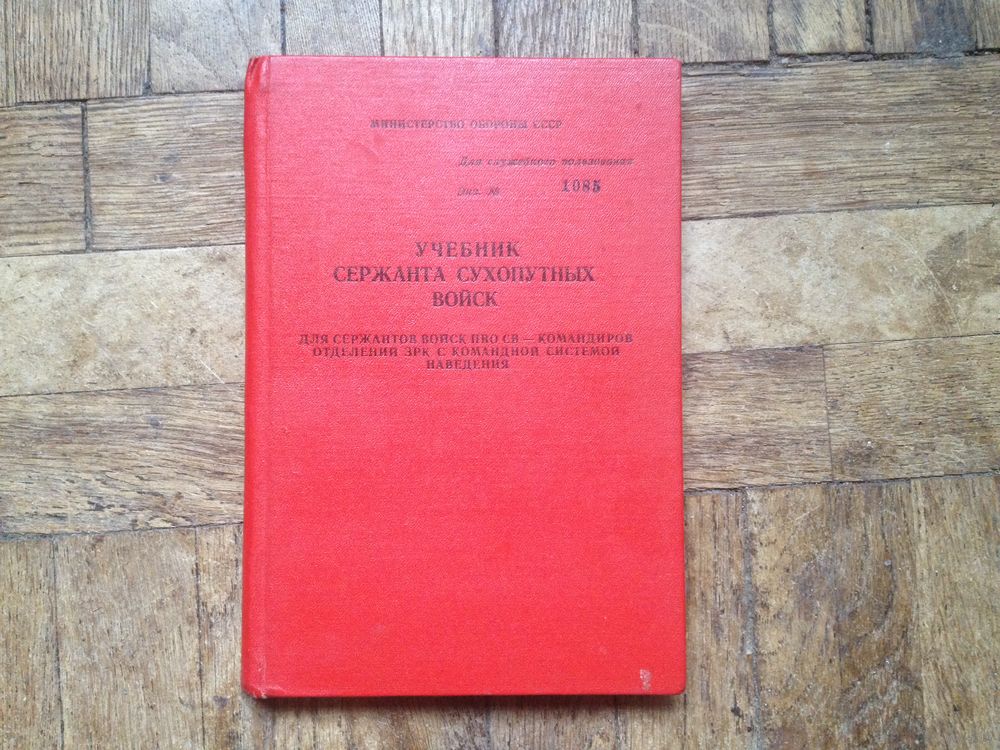 МИНИСТЕРСТВО ОБОРОНЫ СССР
Для служебного пользования
Экз. № 1085
УЧЕБНИК
СЕРЖАНТА СУХОПУТНЫХ
ВОЙСК
ДЛЯ СЕРЖАНТОВ ВОЙСК ПВО СВ — КОМАНДИРОВ
ОТДЕЛЕНИЙ ЗРК С КОМАНДНОЙ СИСТЕМОЙ
НАВЕДЕНИЯ